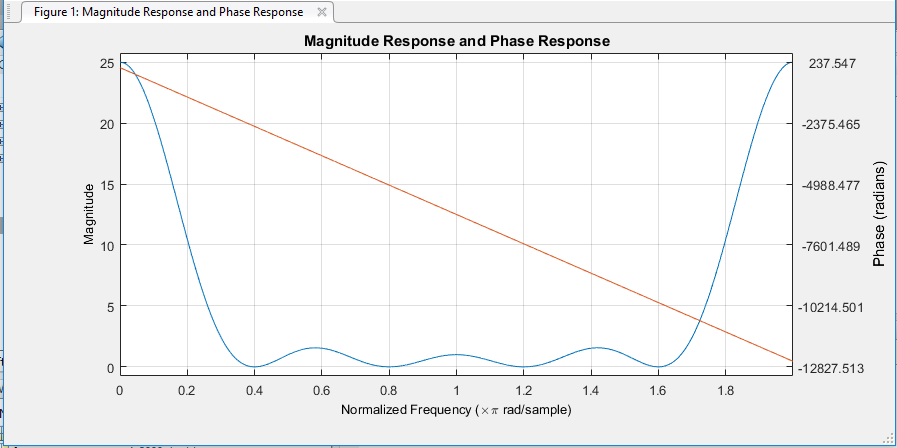 Figure 1: Magnitude Response and Phase Response
Magnitude Response and Phase Response
25
20
15
10
5
0
Magnitude
237.547
-2375.465
-4988.477
-7601.489
-10214.501
-12827.513
Phase (radians)
0 0.2 0.4 0.6 0.8 1 1.2 1.4 1.6 1.8
Normalized Frequency (×π rad/sample)